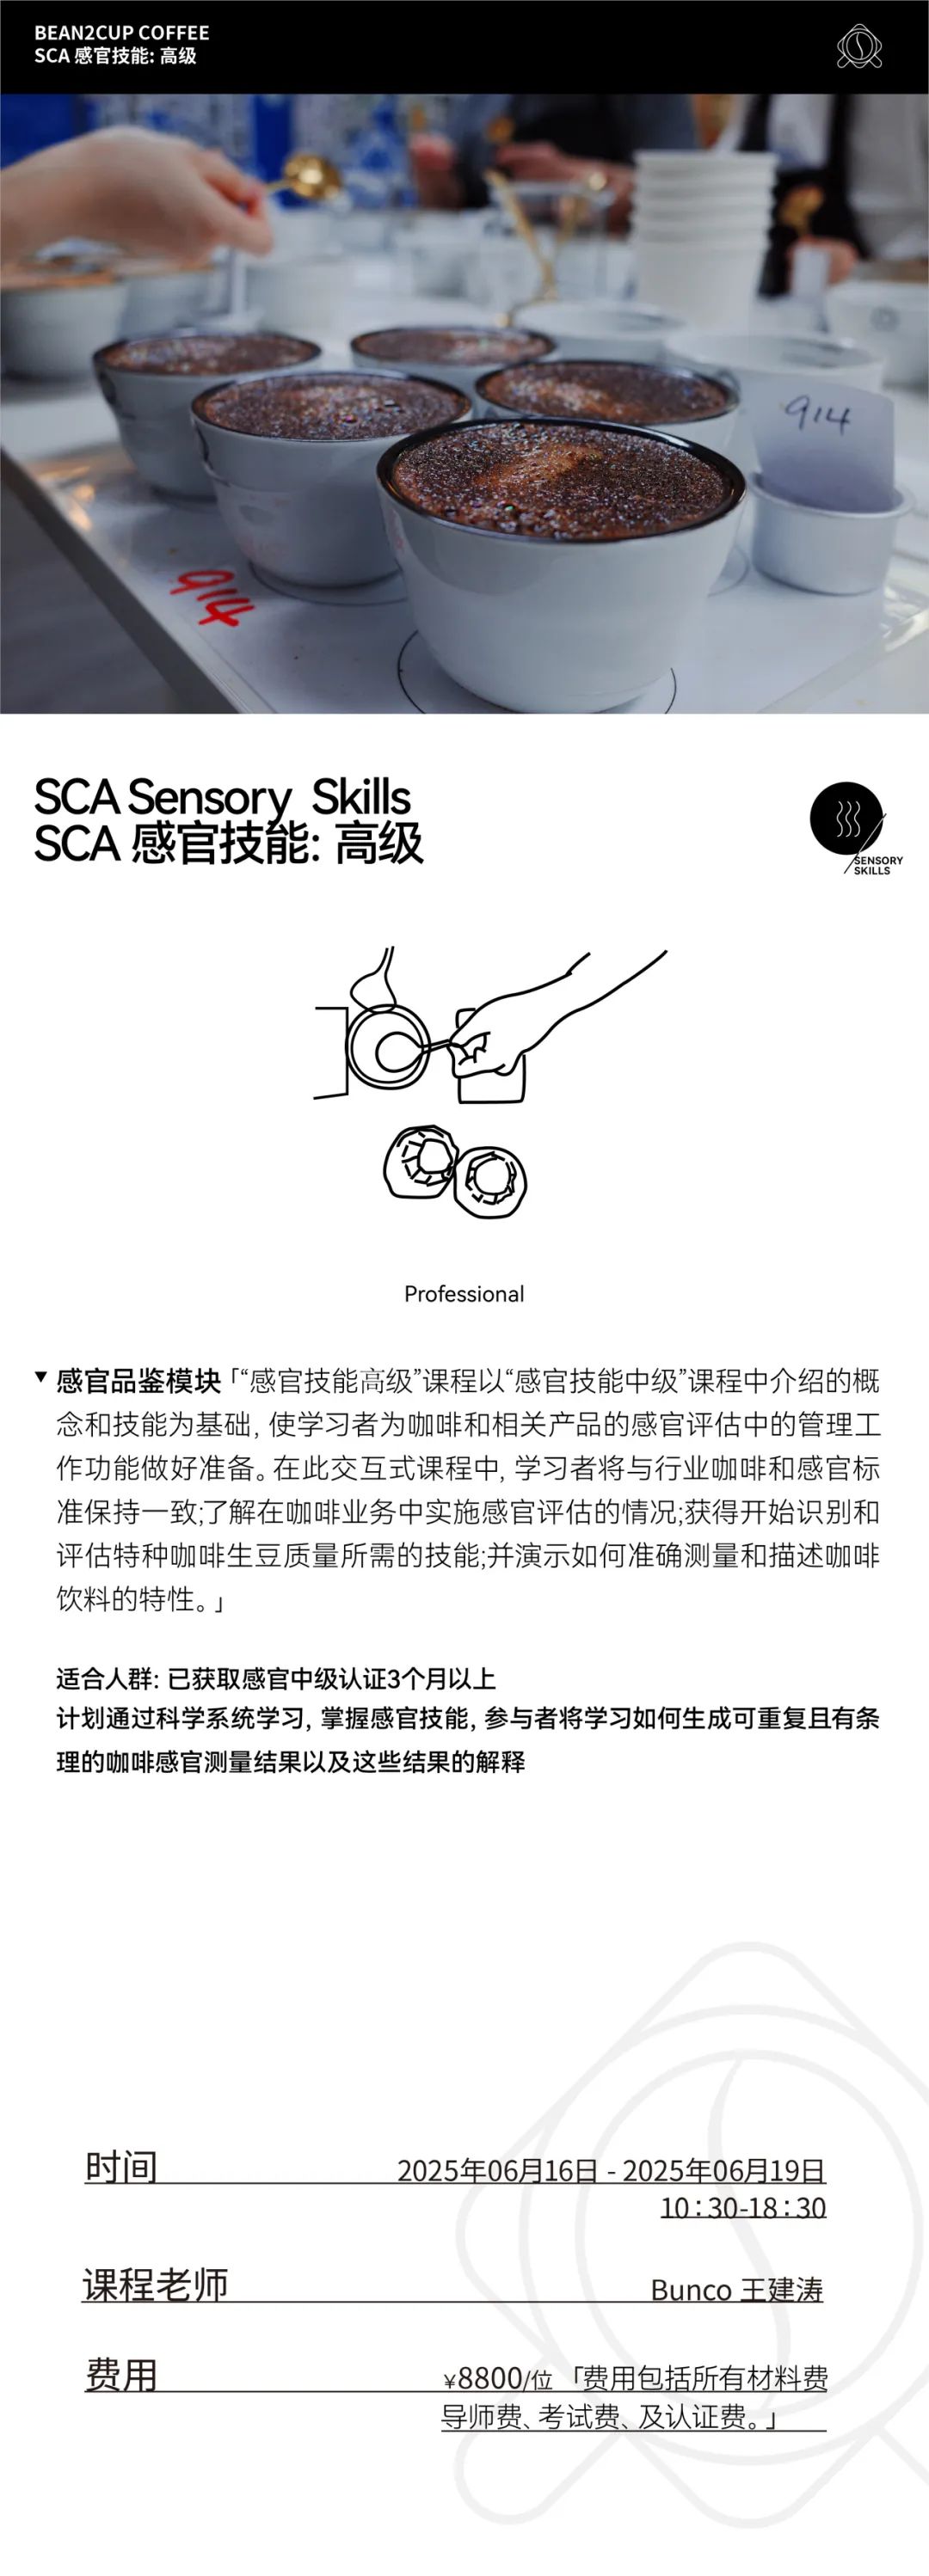 BEAN2CUP COFFEE
SCA 感官技能: 高级
914
914
SCA Sensory Skills
SCA 感官技能: 高级
SENSORY
SKILLS
Professional
▼ 感官品鉴模块「“感官技能高级”课程以“感官技能中级”课程中介绍的概
念和技能为基础, 使学习者为咖啡和相关产品的感官评估中的管理工
作功能做好准备。在此交互式课程中, 学习者将与行业咖啡和感官标
准保持一致;了解在咖啡业务中实施感官评估的情况;获得开始识别和
评估特种咖啡生豆质量所需的技能;并演示如何准确测量和描述咖啡
饮料的特性。」
适合人群: 已获取感官中级认证3个月以上
计划通过科学系统学习, 掌握感官技能, 参与者将学习如何生成可重复且有条
理的咖啡感官测量结果以及这些结果的解释
时间 2025年06月16日 - 2025年06月19日
10:30-18:30
课程老师 Bunco 王建涛
费用 ¥8800/位 「费用包括所有材料费
导师费、考试费、及认证费。」